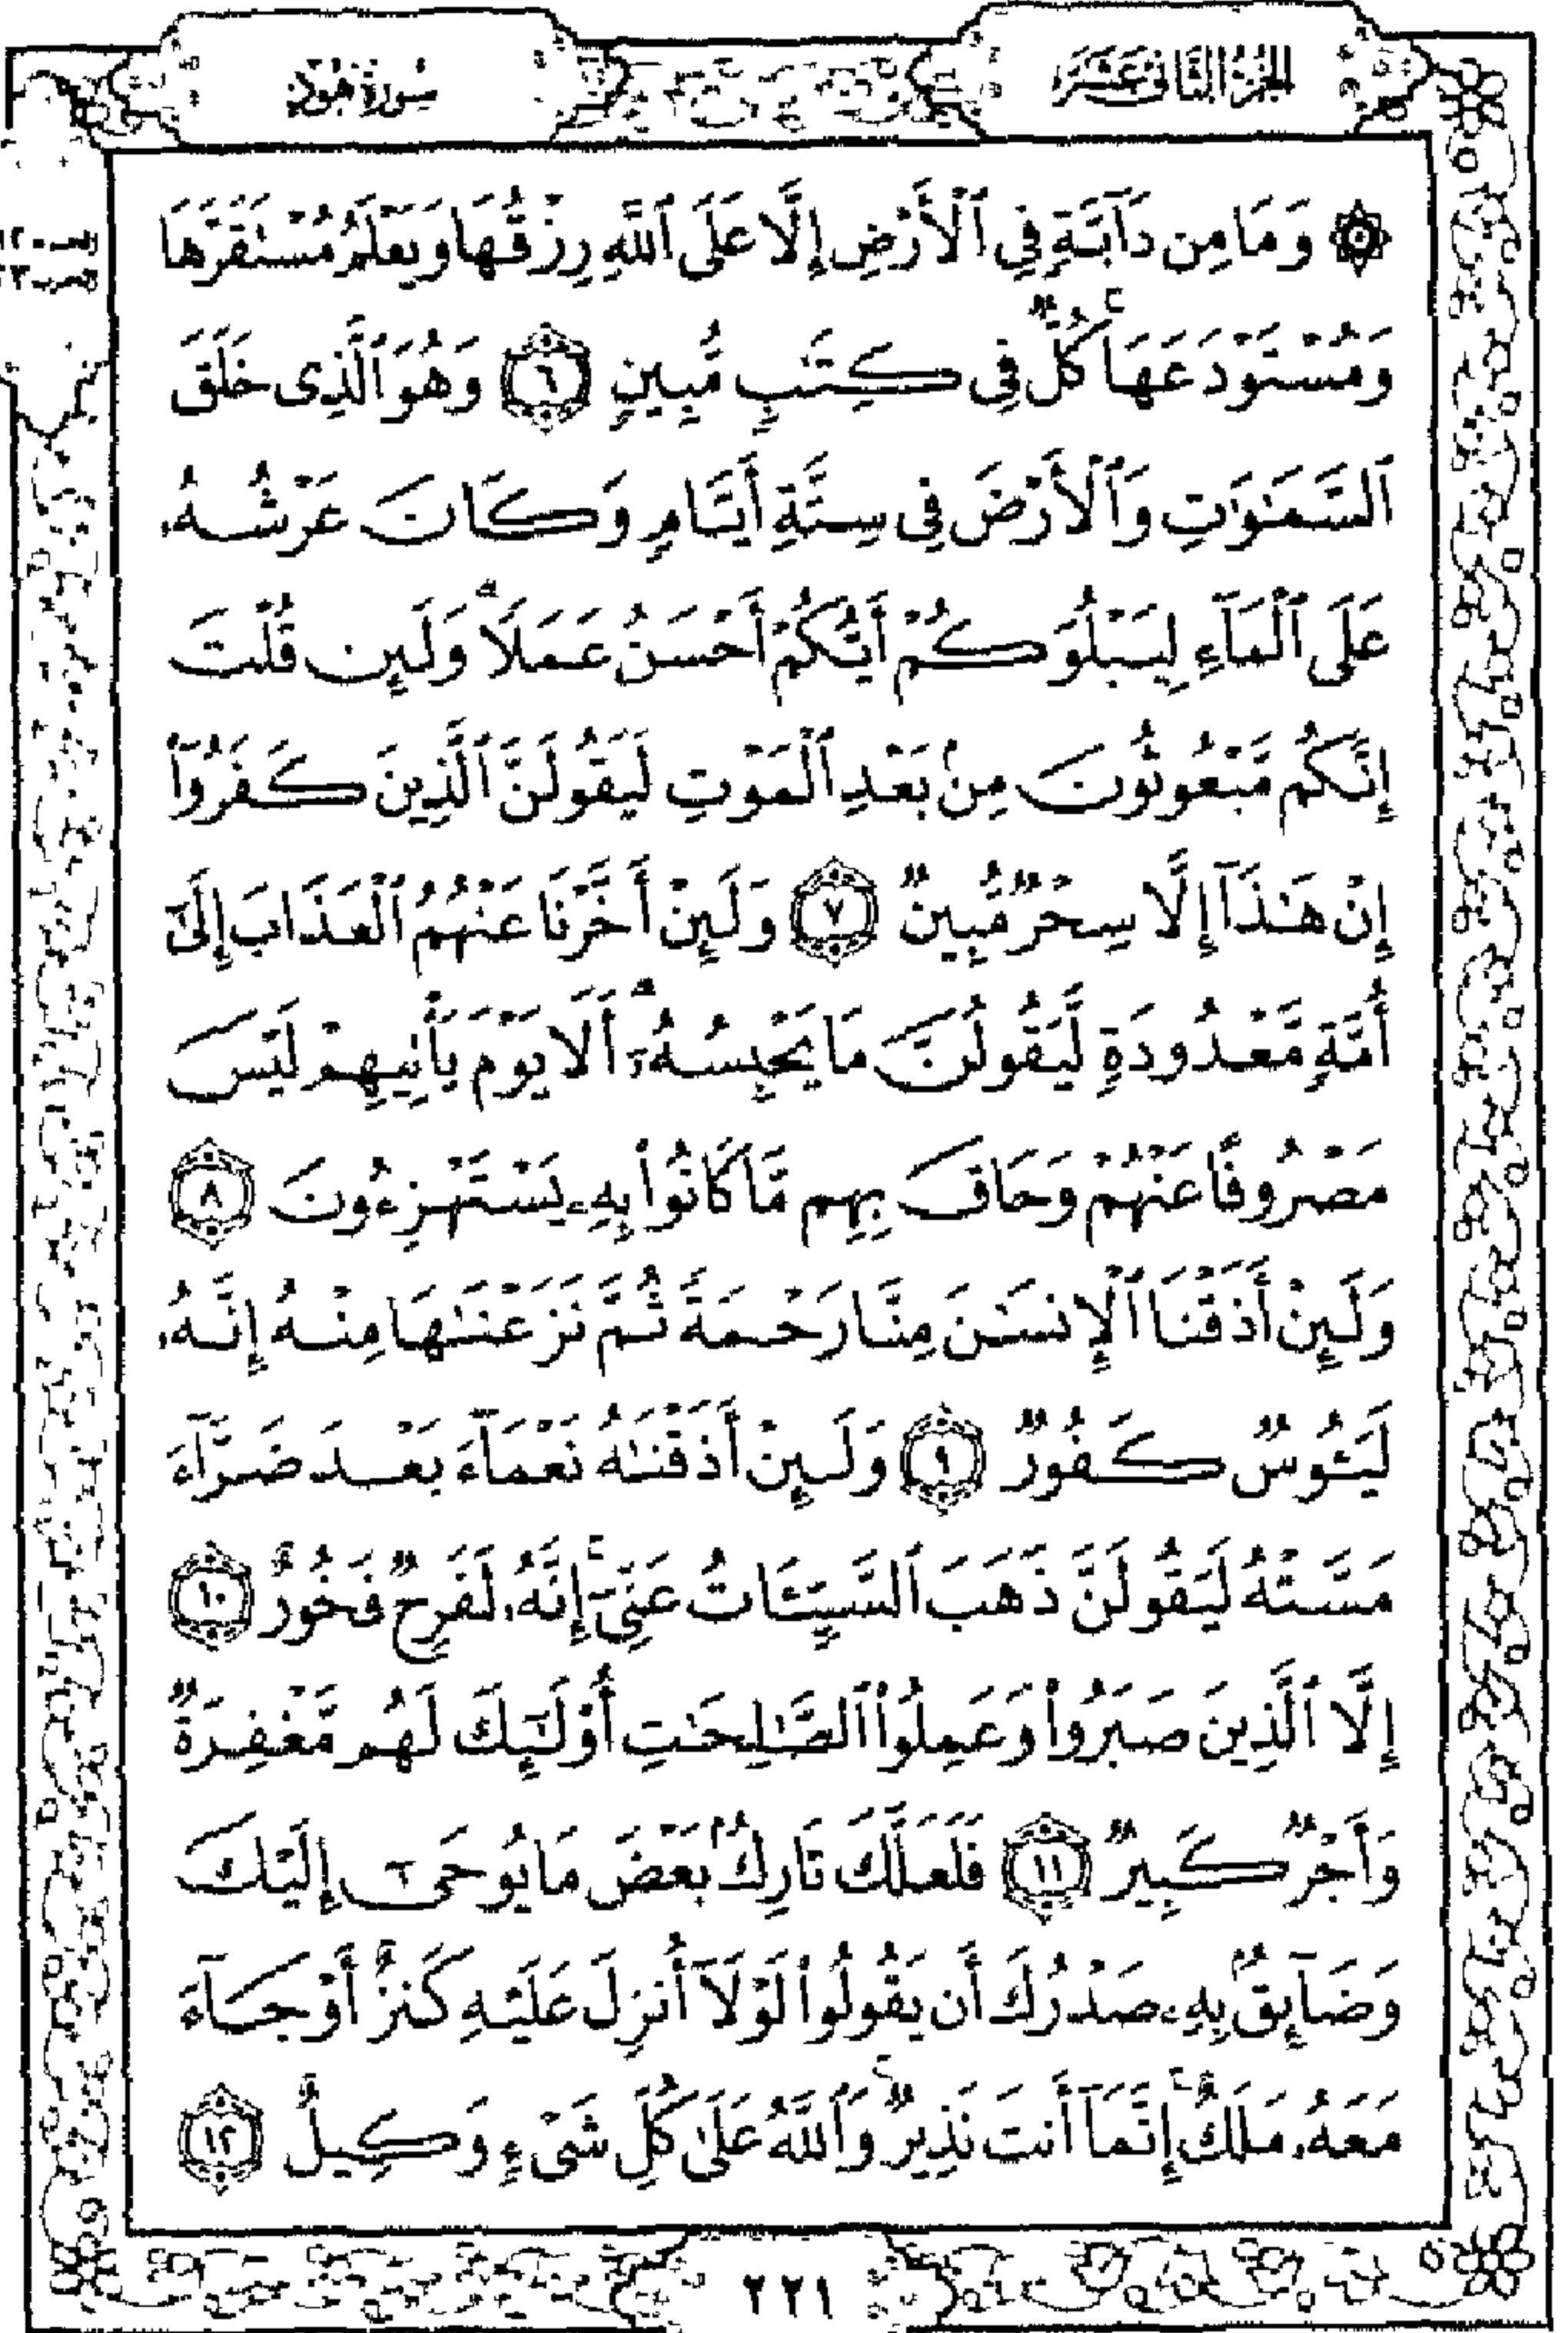 الجزء الثاني عشر
سورة هود
۞ وَمَا مِن دَآبَّةٍ فِي ٱلْأَرْضِ إِلَّا عَلَى ٱللَّهِ رِزْقُهَا وَيَعْلَمُ مُسْتَقَرَّهَا
وَمُسْتَوْدَعَهَا ۚ كُلٌّ فِي كِتَٰبٍ مُّبِينٍ ٦ وَهُوَ ٱلَّذِى خَلَقَ
ٱلسَّمَٰوَٰتِ وَٱلْأَرْضَ فِى سِتَّةِ أَيَّامٍ وَكَانَ عَرْشُهُۥ
عَلَى ٱلْمَآءِ لِيَبْلُوَكُمْ أَيُّكُمْ أَحْسَنُ عَمَلًا ۗ وَلَئِن قُلْتَ
إِنَّكُم مَّبْعُوثُونَ مِنۢ بَعْدِ ٱلْمَوْتِ لَيَقُولَنَّ ٱلَّذِينَ كَفَرُوٓا۟
إِنْ هَٰذَآ إِلَّا سِحْرٌ مُّبِينٌ ٧ وَلَئِنْ أَخَّرْنَا عَنْهُمُ ٱلْعَذَابَ إِلَىٰٓ
أُمَّةٍ مَّعْدُودَةٍ لَّيَقُولُنَّ مَا يَحْبِسُهُۥٓ ۗ أَلَا يَوْمَ يَأْتِيهِمْ لَيْسَ
مَصْرُوفًا عَنْهُمْ وَحَاقَ بِهِم مَّا كَانُوا۟ بِهِۦ يَسْتَهْزِءُونَ ٨
وَلَئِنْ أَذَقْنَا ٱلْإِنسَٰنَ مِنَّا رَحْمَةً ثُمَّ نَزَعْنَٰهَا مِنْهُ إِنَّهُۥ
لَيَـُٔوسٌ كَفُورٌ ٩ وَلَئِنْ أَذَقْنَٰهُ نَعْمَآءَ بَعْدَ ضَرَّآءَ
مَسَّتْهُ لَيَقُولَنَّ ذَهَبَ ٱلسَّيِّـَٔاتُ عَنِّىٓ ۚ إِنَّهُۥ لَفَرِحٌ فَخُورٌ ١٠
إِلَّا ٱلَّذِينَ صَبَرُوا۟ وَعَمِلُوا۟ ٱلصَّٰلِحَٰتِ أُو۟لَٰٓئِكَ لَهُم مَّغْفِرَةٌ
وَأَجْرٌ كَبِيرٌ ١١ فَلَعَلَّكَ تَارِكٌۢ بَعْضَ مَا يُوحَىٰٓ إِلَيْكَ
وَضَآئِقٌۢ بِهِۦ صَدْرُكَ أَن يَقُولُوا۟ لَوْلَآ أُنزِلَ عَلَيْهِ كَنزٌ أَوْ جَآءَ
مَعَهُۥ مَلَكٌ ۚ إِنَّمَآ أَنتَ نَذِيرٌ ۚ وَٱللَّهُ عَلَىٰ كُلِّ شَىْءٍ وَكِيلٌ ١٢
٢٢١